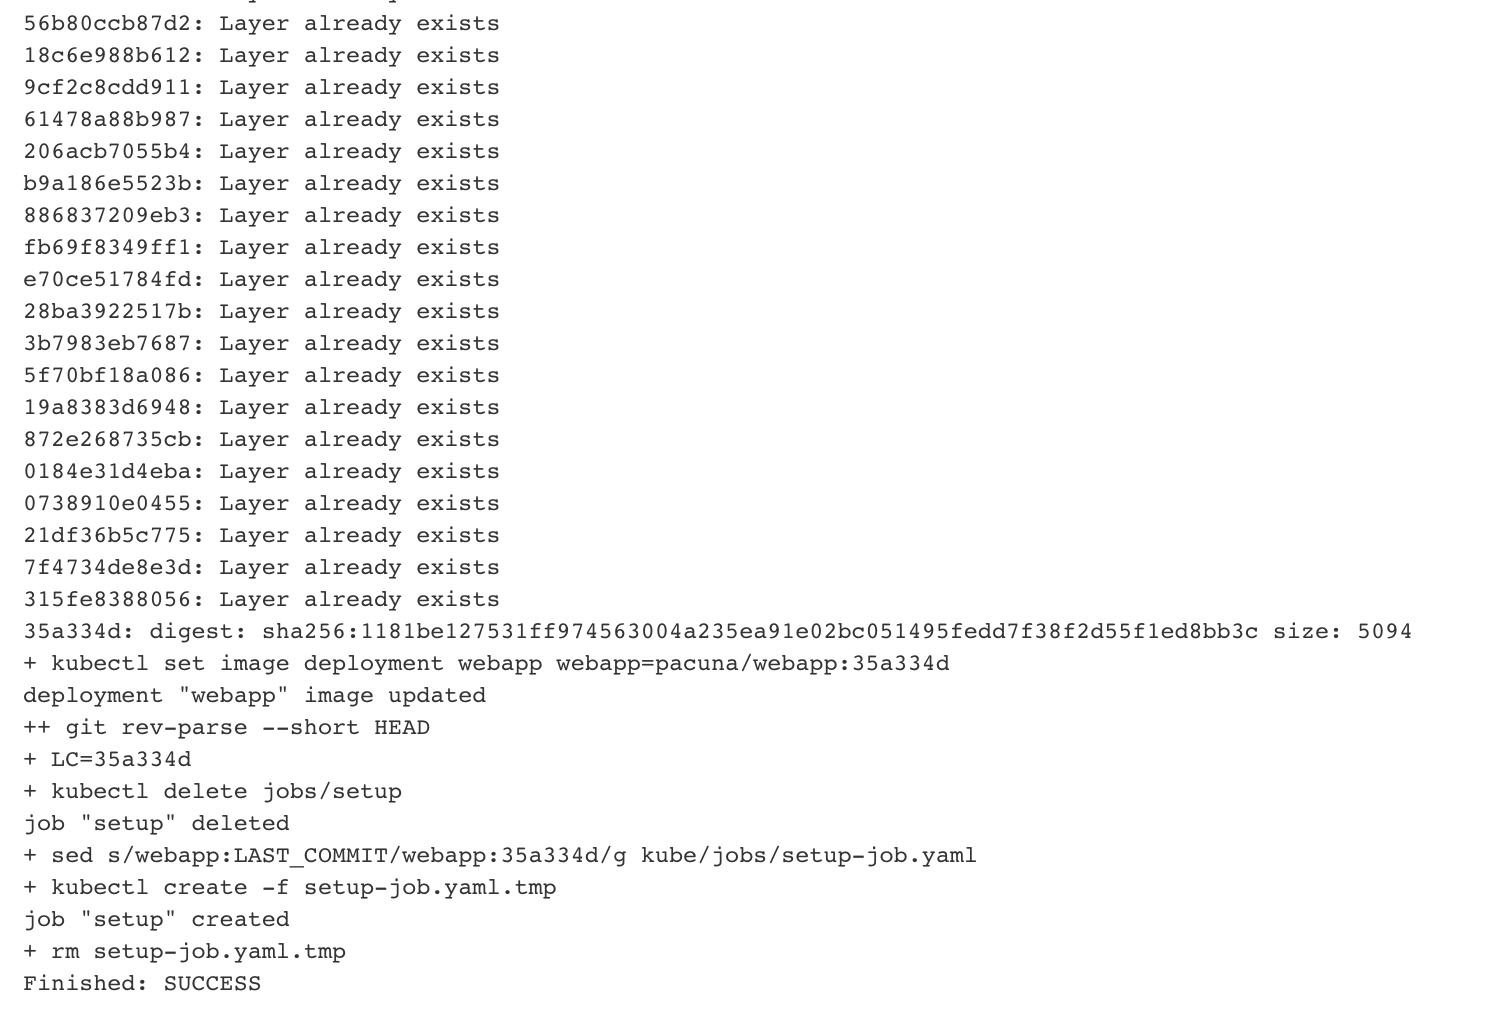 56b80ccb87d2: Layer already exists
18c6e988b612: Layer already exists
9cf2c8cdd911: Layer already exists
61478a88b987: Layer already exists
206acb7055b4: Layer already exists
b9a186e5523b: Layer already exists
886837209eb3: Layer already exists
fb69f8349ff1: Layer already exists
e70ce51784fd: Layer already exists
28ba3922517b: Layer already exists
3b7983eb7687: Layer already exists
5f70bf18a086: Layer already exists
19a8383d6948: Layer already exists
872e268735cb: Layer already exists
0184e31d4eba: Layer already exists
0738910e0455: Layer already exists
21df36b5c775: Layer already exists
7f4734de8e3d: Layer already exists
315fe8388056: Layer already exists
35a334d: digest: sha256:1181be127531ff974563004a235ea91e02bc051495fedd7f38f2d55f1ed8bb3c size: 5094
+ kubectl set image deployment webapp webapp=pacuna/webapp:35a334d
deployment "webapp" image updated
++ git rev-parse --short HEAD
+ LC=35a334d
+ kubectl delete jobs/setup
job "setup" deleted
+ sed s/webapp:LAST_COMMIT/webapp:35a334d/g kube/jobs/setup-job.yaml
+ kubectl create -f setup-job.yaml.tmp
job "setup" created
+ rm setup-job.yaml.tmp
Finished: SUCCESS